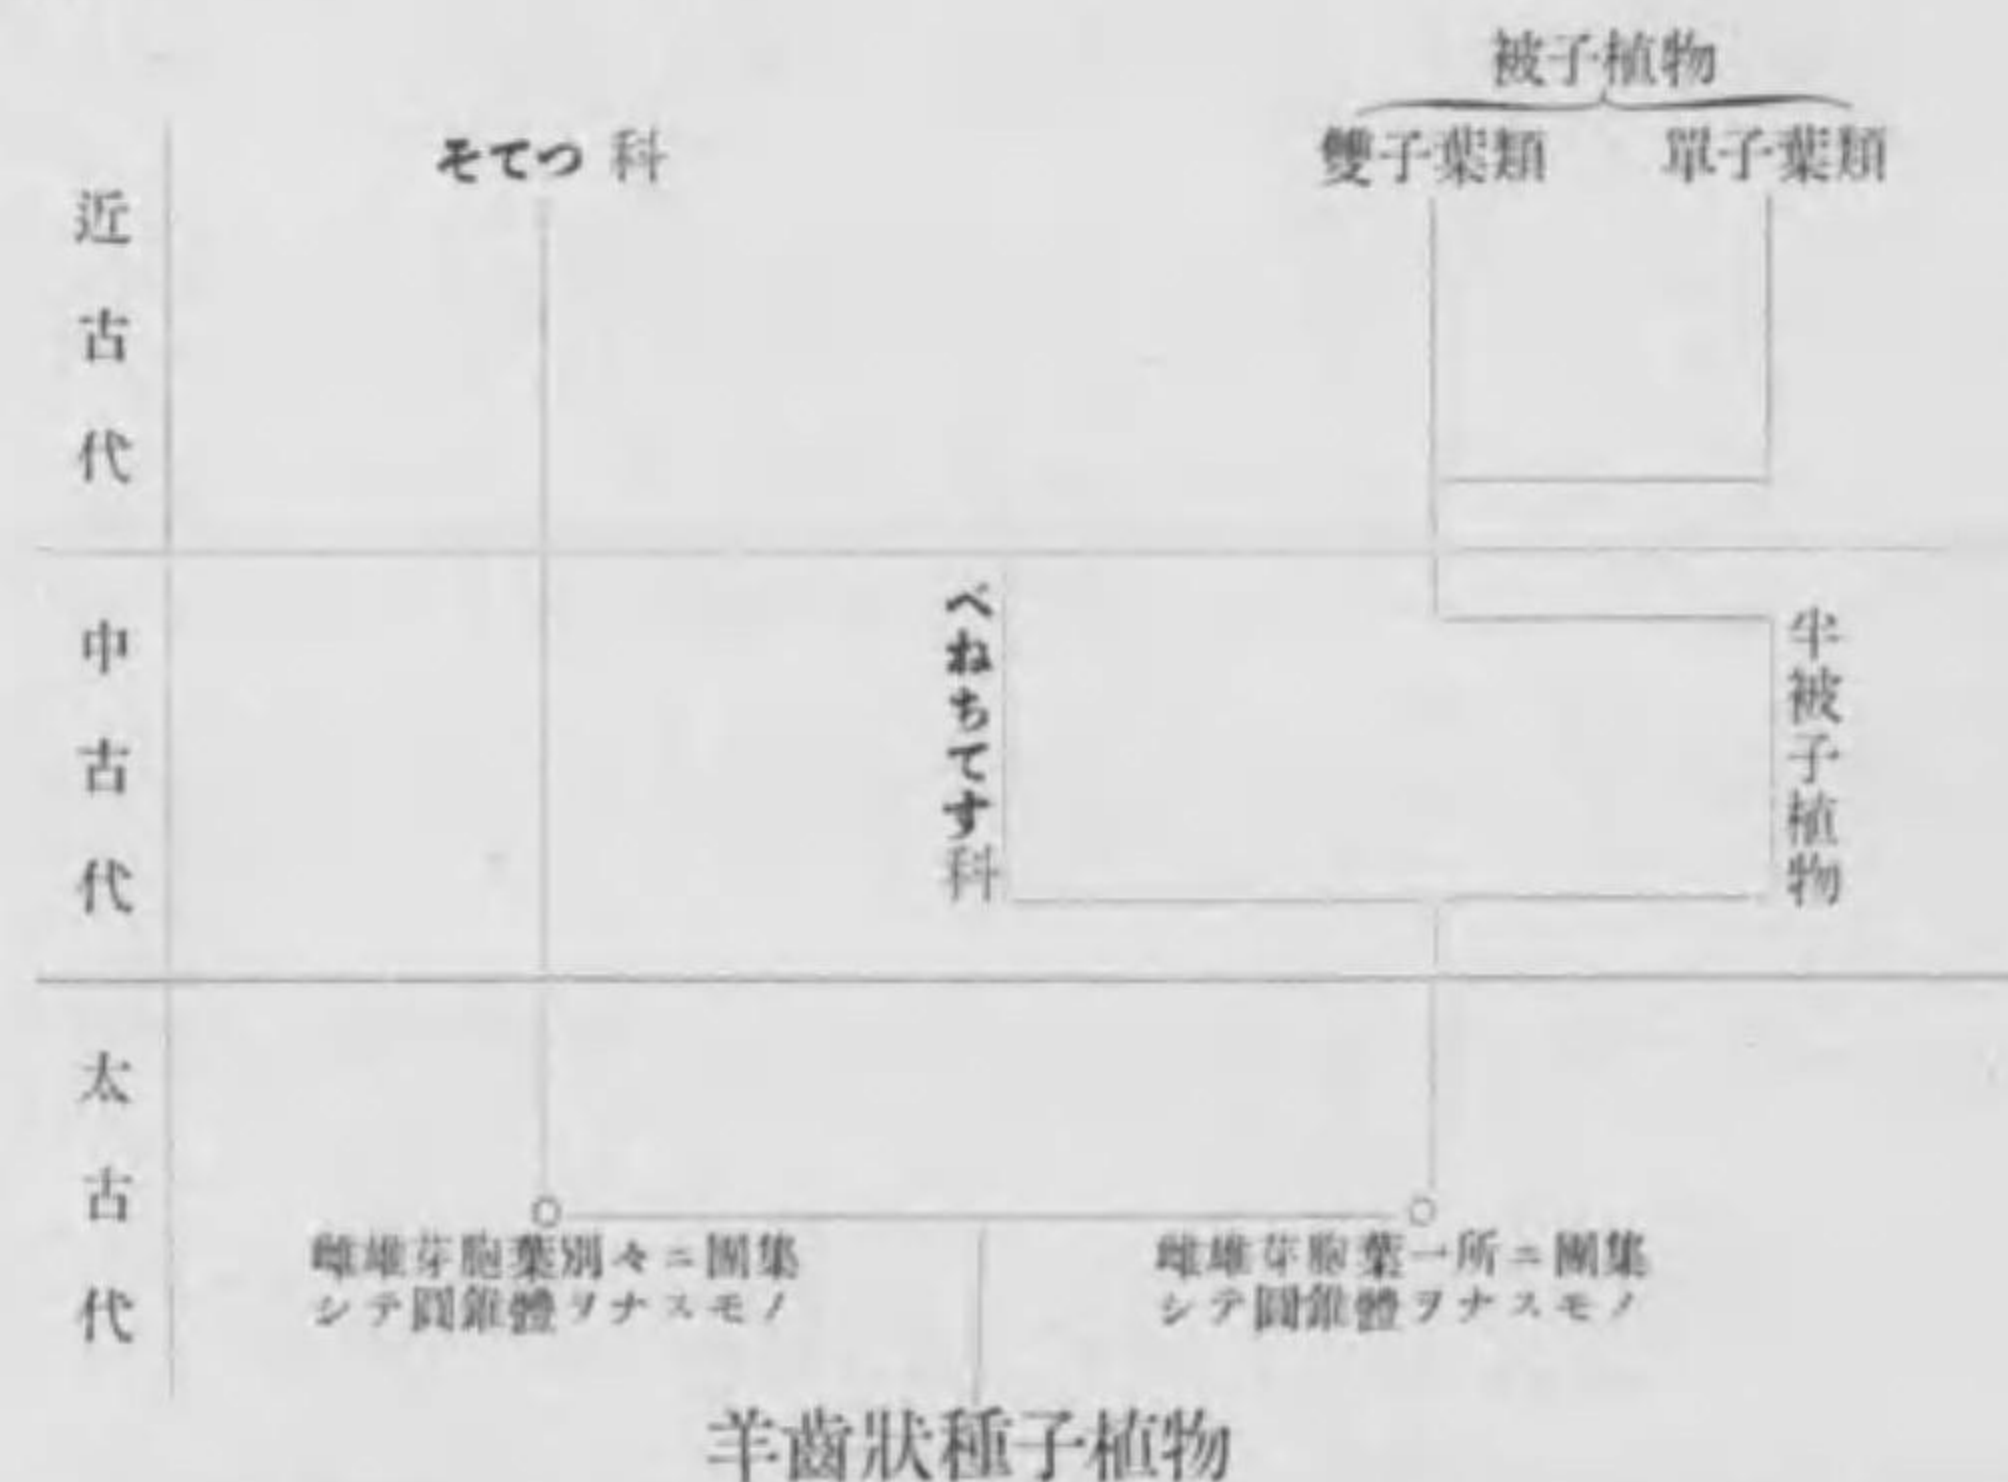 被子植物
そてつ科
雙子葉類
單子葉類
近古代
べねちてす科
半被子植物
中古代
太古代
雌雄芽胞葉別々ニ團集
シテ圓錐體ヲナスモノ
雌雄芽胞葉一所ニ團集
シテ圓錐體ヲナスモノ
羊齒狀種子植物